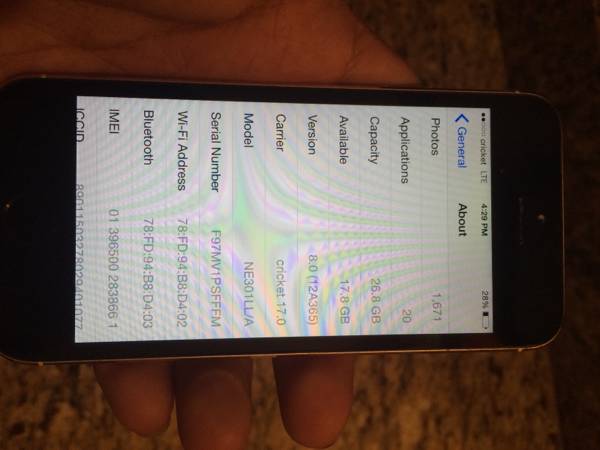 cricket LTE 4:29 PM 28%
General About
Photos 1,671
Applications 20
Capacity 26.8 GB
Available 17.8 GB
Version 8.0 (12A365)
Carrier cricket 17.0
Model NE301LL/A
Serial Number F97MV1PSFFFM
Wi-Fi Address 78:FD:94:B8:D4:02
Bluetooth 78:FD:94:B8:D4:03
IMEI 01 396500 283866 1
ICCID